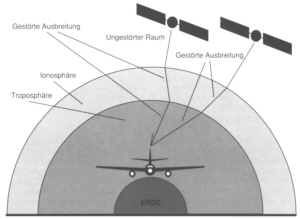 Gestörte Ausbreitung
Ungestörter Raum
Gestörte Ausbreitung
Ionosphäre
Troposphäre
ERDE